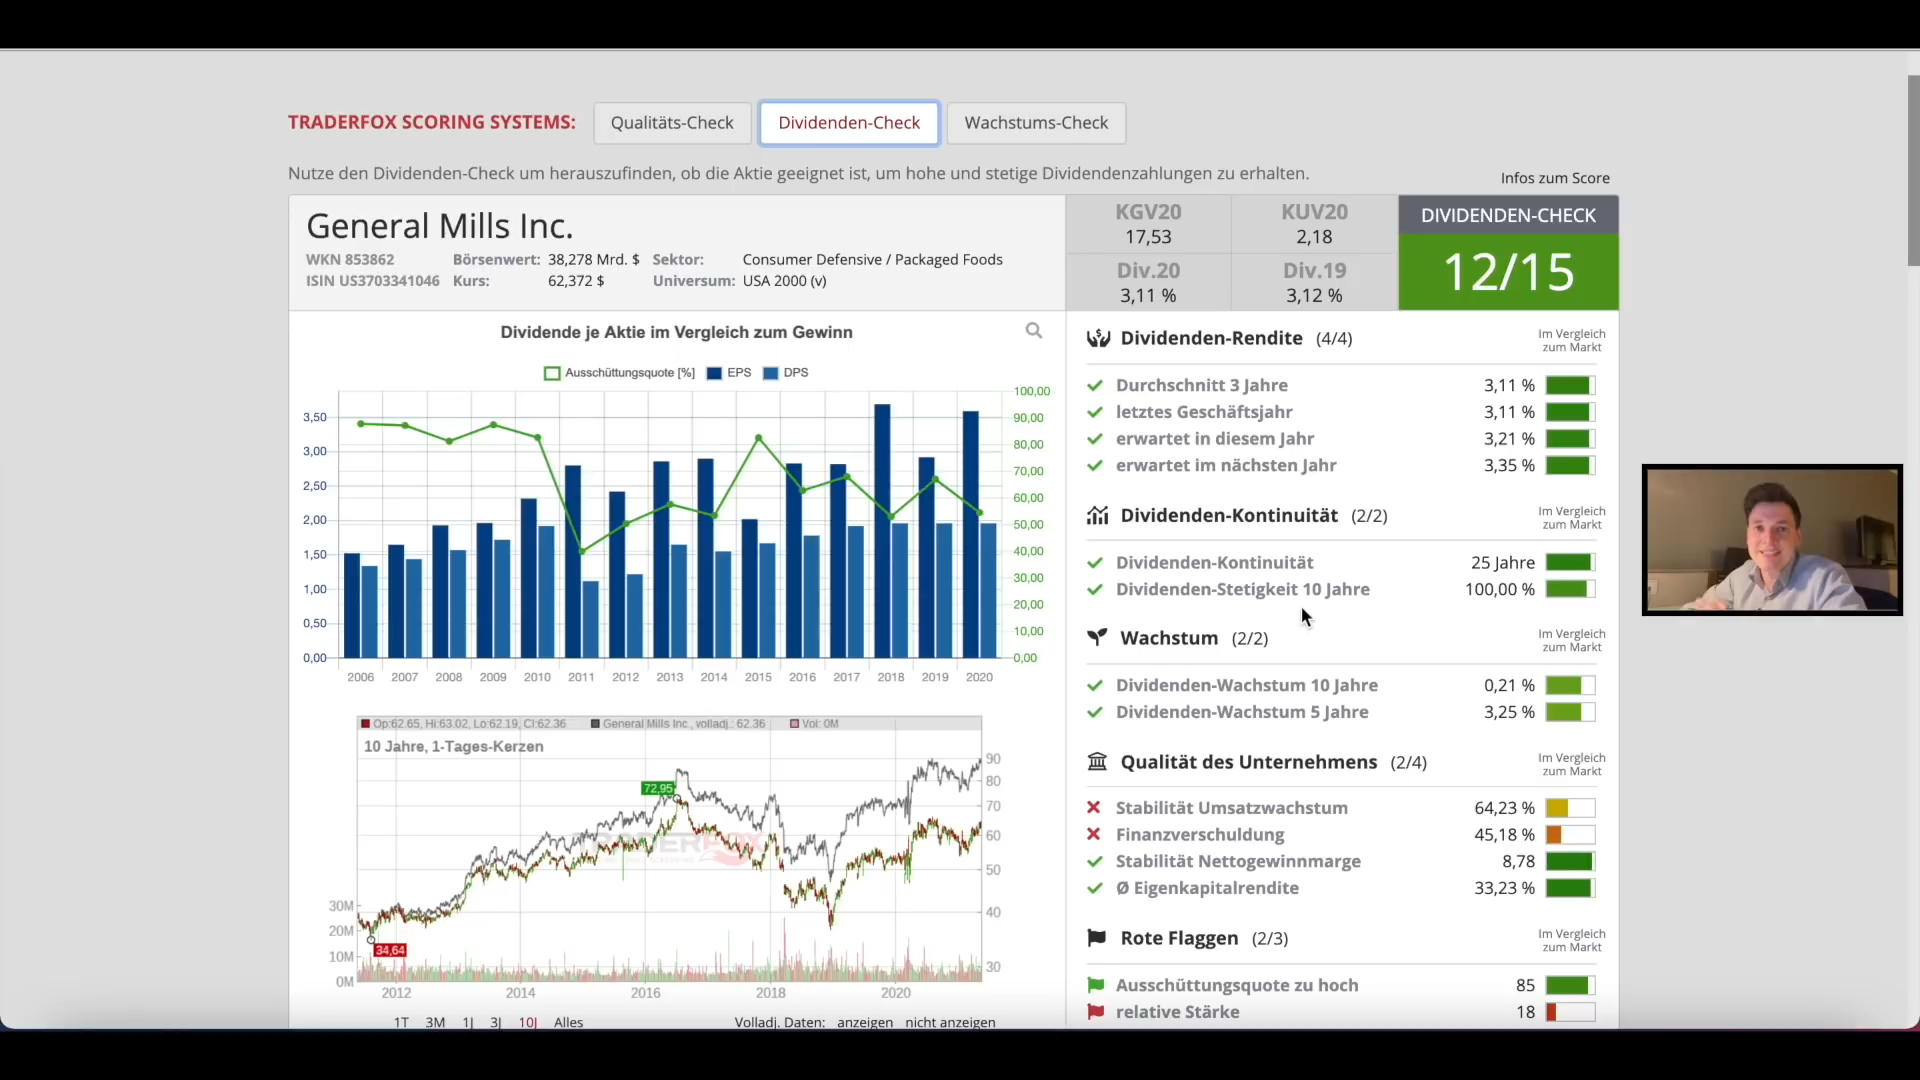 TRADERFOX SCORING SYSTEMS: Qualitäts-Check Dividenden-Check Wachstums-Check
Nutze den Dividenden-Check um herauszufinden, ob die Aktie geeignet ist, um hohe und stetige Dividendenzahlungen zu erhalten.
Infos zum Score
General Mills Inc.
WKN 853862 Börsenwert: 38,278 Mrd. $ Sektor: Consumer Defensive / Packaged Foods
ISIN US3703341046 Kurs: 62,372 $ Universum: USA 2000 (v)
KGV20 KUV20
17,53 2,18
Div.20 Div.19
3,11 % 3,12 %
DIVIDENDEN-CHECK
12/15
Dividende je Aktie im Vergleich zum Gewinn
Ausschüttungsquote [%] EPS DPS
3,50
3,00
2,50
2,00
1,50
1,00
0,50
0,00
100,00
90,00
80,00
70,00
60,00
50,00
40,00
30,00
20,00
10,00
0,00
2006 2007 2008 2009 2010 2011 2012 2013 2014 2015 2016 2017 2018 2019 2020
Op:62.65, Hi:63.02, Lo:62.19, Cl:62.36 General Mills Inc., volladj.: 62.36 Vol: 0M
10 Jahre, 1-Tages-Kerzen
72,95
34,64
TRADERFOX
90
80
70
60
50
40
30
30M
20M
10M
0M
2012 2014 2016 2018 2020
1T 3M 1J 3J 10J Alles Volladj. Daten: anzeigen nicht anzeigen
Dividenden-Rendite (4/4) Im Vergleich
zum Markt
Durchschnitt 3 Jahre 3,11 %
letztes Geschäftsjahr 3,11 %
erwartet in diesem Jahr 3,21 %
erwartet im nächsten Jahr 3,35 %
Dividenden-Kontinuität (2/2) Im Vergleich
zum Markt
Dividenden-Kontinuität 25 Jahre
Dividenden-Stetigkeit 10 Jahre 100,00 %
Wachstum (2/2) Im Vergleich
zum Markt
Dividenden-Wachstum 10 Jahre 0,21 %
Dividenden-Wachstum 5 Jahre 3,25 %
Qualität des Unternehmens (2/4) Im Vergleich
zum Markt
Stabilität Umsatzwachstum 64,23 %
Finanzverschuldung 45,18 %
Stabilität Nettogewinnmarge 8,78
Ø Eigenkapitalrendite 33,23 %
Rote Flaggen (2/3) Im Vergleich
zum Markt
Ausschüttungsquote zu hoch 85
relative Stärke 18